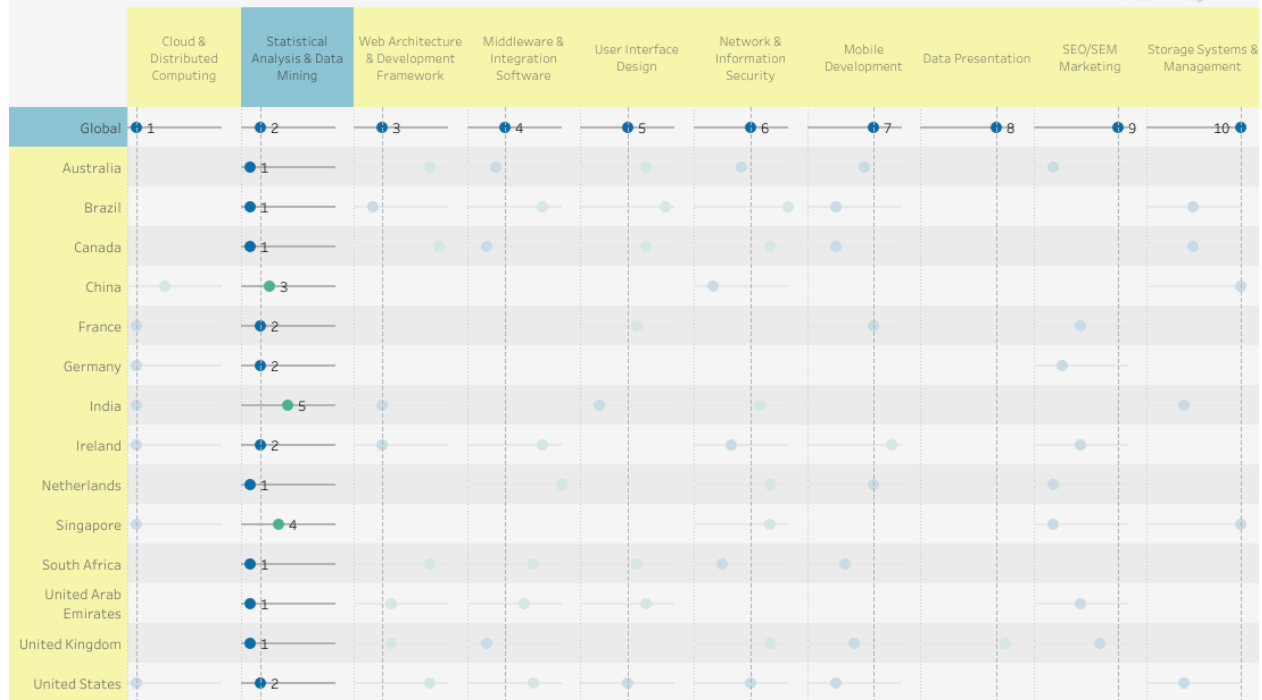 Cloud &
Distributed
Computing
Statistical
Analysis & Data
Mining
Web Architecture
& Development
Framework
Middleware &
Integration
Software
User Interface
Design
Network &
Information
Security
Mobile
Development
Data Presentation
SEO/SEM
Marketing
Storage Systems &
Management
Global 1 2 3 4 5 6 7 8 9 10
Australia 1
Brazil 1
Canada 1
China 3
France 2
Germany 2
India 5
Ireland 2
Netherlands 1
Singapore 4
South Africa 1
United Arab
Emirates 1
United Kingdom 1
United States 2